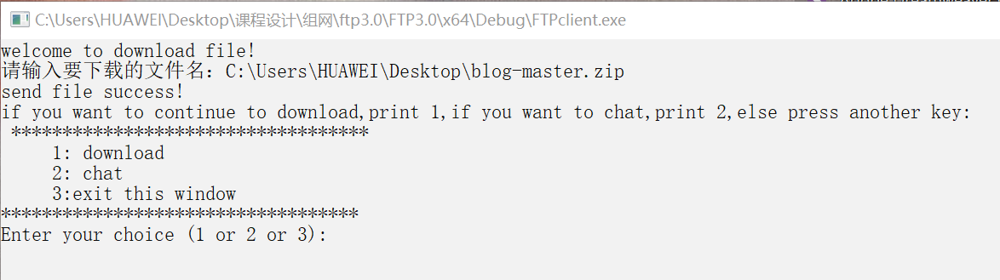 C:\Users\HUAWEI\Desktop\课程设计\组网\ftp3.0\FTP3.0\x64\Debug\FTPclient.exe
welcome to download file!
请输入要下载的文件名：C:\Users\HUAWEI\Desktop\blog-master.zip
send file success!
if you want to continue to download,print 1,if you want to chat,print 2,else press another key:
***********************************
1: download
2: chat
3:exit this window
***********************************
Enter your choice (1 or 2 or 3):